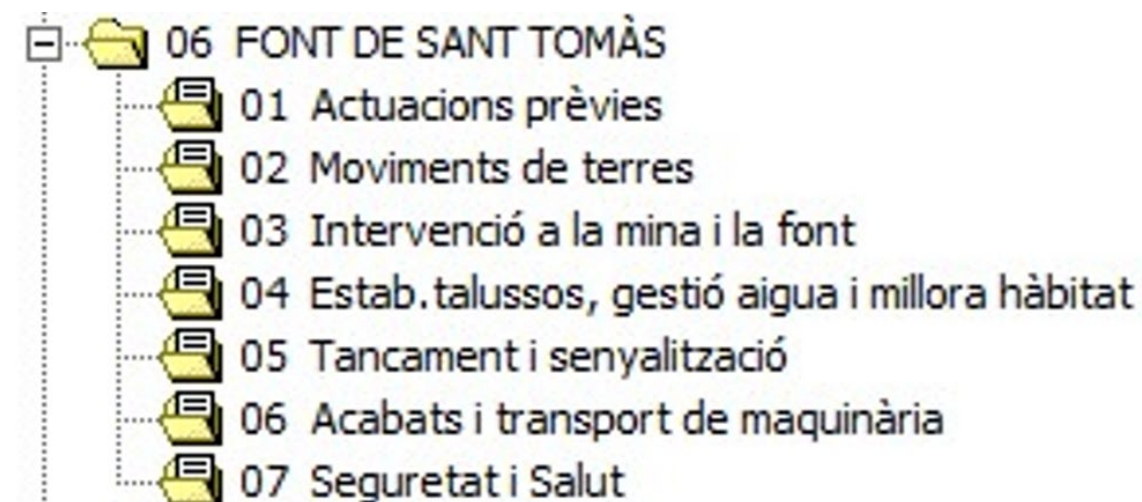 06 FONT DE SANT TOMÀS
01 Actuacions prèvies
02 Moviments de terres
03 Intervenció a la mina i la font
04 Estab.talussos, gestió aigua i millora hàbitat
05 Tancament i senyalització
06 Acabats i transport de maquinària
07 Seguretat i Salut